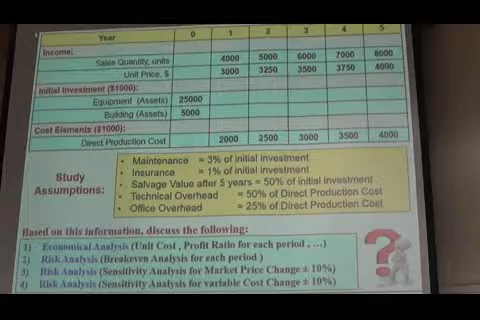 Year 0 1 2 3 4 5
Income:
Sales Quantity, units 4000 5000 6000 7000 8000
Unit Price, $ 3000 3250 3500 3750 4000
Initial Investment ($1000):
Equipment (Assets) 25000
Building (Assets) 5000
Cost Elements ($1000):
Direct Production Cost 2000 2500 3000 3500 4000
Study Assumptions:
• Maintenance = 3% of initial investment
• Insurance = 1% of initial investment
• Salvage Value after 5 years = 50% of initial investment
• Technical Overhead = 50% of Direct Production Cost
• Office Overhead = 25% of Direct Production Cost
Based on this information, discuss the following:
1) Economical Analysis (Unit Cost , Profit Ratio for each period , ...)
2) Risk Analysis (Breakeven Analysis for each period )
3) Risk Analysis (Sensitivity Analysis for Market Price Change ± 10%)
4) Risk Analysis (Sensitivity Analysis for variable Cost Change ± 10%)
?